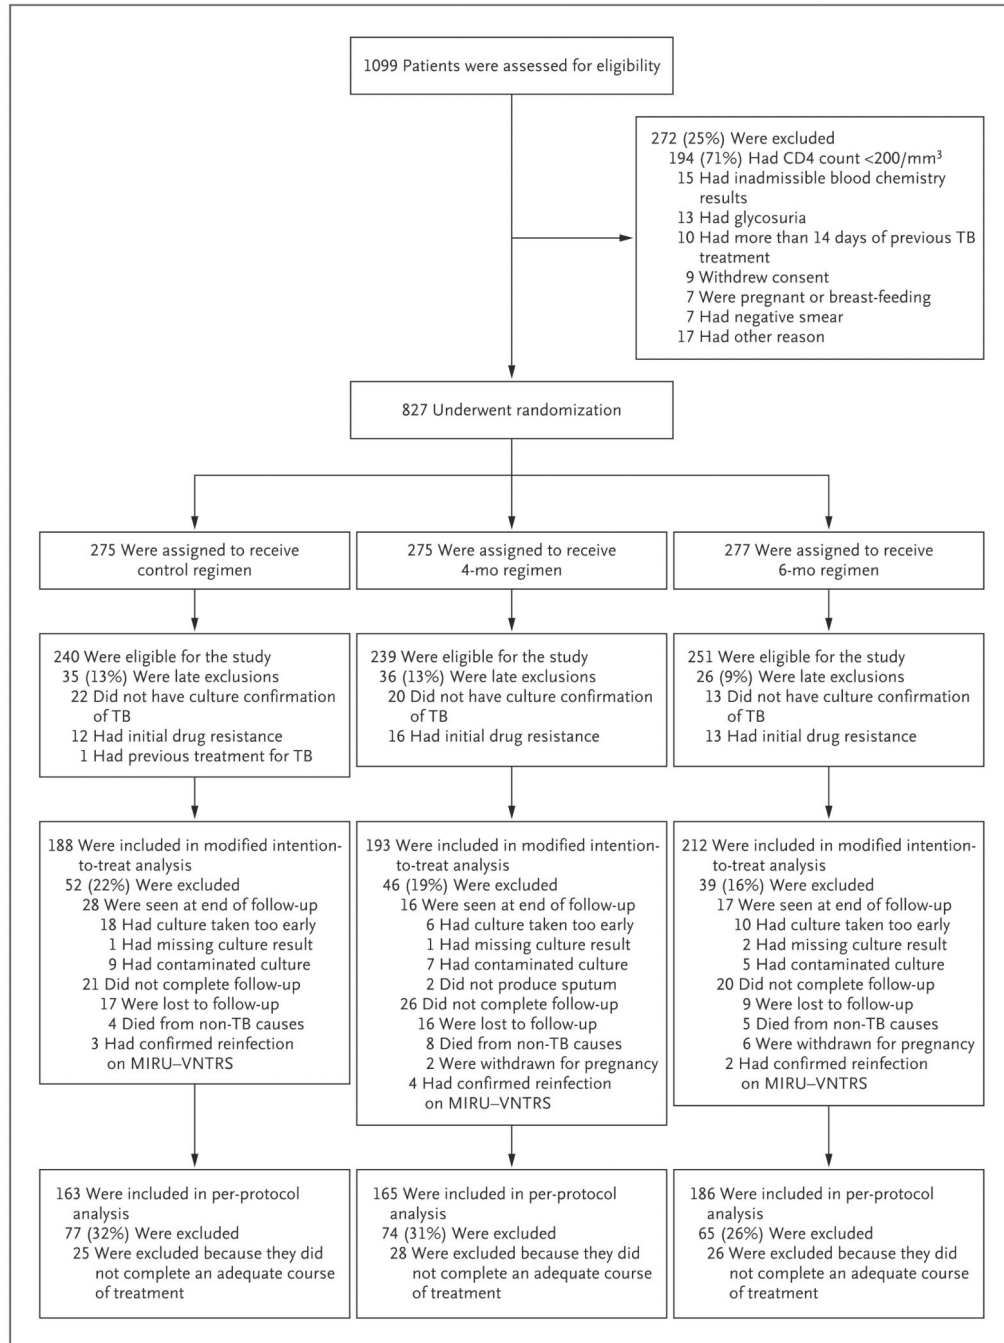 1099 Patients were assessed for eligibility
272 (25%) Were excluded
194 (71%) Had CD4 count <200/mm³
15 Had inadmissible blood chemistry
results
13 Had glycosuria
10 Had more than 14 days of previous TB
treatment
9 Withdrew consent
7 Were pregnant or breast-feeding
7 Had negative smear
17 Had other reason
827 Underwent randomization
275 Were assigned to receive
control regimen
275 Were assigned to receive
4-mo regimen
277 Were assigned to receive
6-mo regimen
240 Were eligible for the study
35 (13%) Were late exclusions
22 Did not have culture confirmation
of TB
12 Had initial drug resistance
1 Had previous treatment for TB
239 Were eligible for the study
36 (13%) Were late exclusions
20 Did not have culture confirmation
of TB
16 Had initial drug resistance
251 Were eligible for the study
26 (9%) Were late exclusions
13 Did not have culture confirmation
of TB
13 Had initial drug resistance
188 Were included in modified intention-
to-treat analysis
52 (22%) Were excluded
28 Were seen at end of follow-up
18 Had culture taken too early
1 Had missing culture result
9 Had contaminated culture
21 Did not complete follow-up
17 Were lost to follow-up
4 Died from non-TB causes
3 Had confirmed reinfection
on MIRU–VNTRS
193 Were included in modified intention-
to-treat analysis
46 (19%) Were excluded
16 Were seen at end of follow-up
6 Had culture taken too early
1 Had missing culture result
7 Had contaminated culture
2 Did not produce sputum
26 Did not complete follow-up
16 Were lost to follow-up
8 Died from non-TB causes
2 Were withdrawn for pregnancy
4 Had confirmed reinfection
on MIRU–VNTRS
212 Were included in modified intention-
to-treat analysis
39 (16%) Were excluded
17 Were seen at end of follow-up
10 Had culture taken too early
2 Had missing culture result
5 Had contaminated culture
20 Did not complete follow-up
9 Were lost to follow-up
5 Died from non-TB causes
6 Were withdrawn for pregnancy
2 Had confirmed reinfection
on MIRU–VNTRS
163 Were included in per-protocol
analysis
77 (32%) Were excluded
25 Were excluded because they did
not complete an adequate course
of treatment
165 Were included in per-protocol
analysis
74 (31%) Were excluded
28 Were excluded because they did
not complete an adequate course
of treatment
186 Were included in per-protocol
analysis
65 (26%) Were excluded
26 Were excluded because they did
not complete an adequate course
of treatment